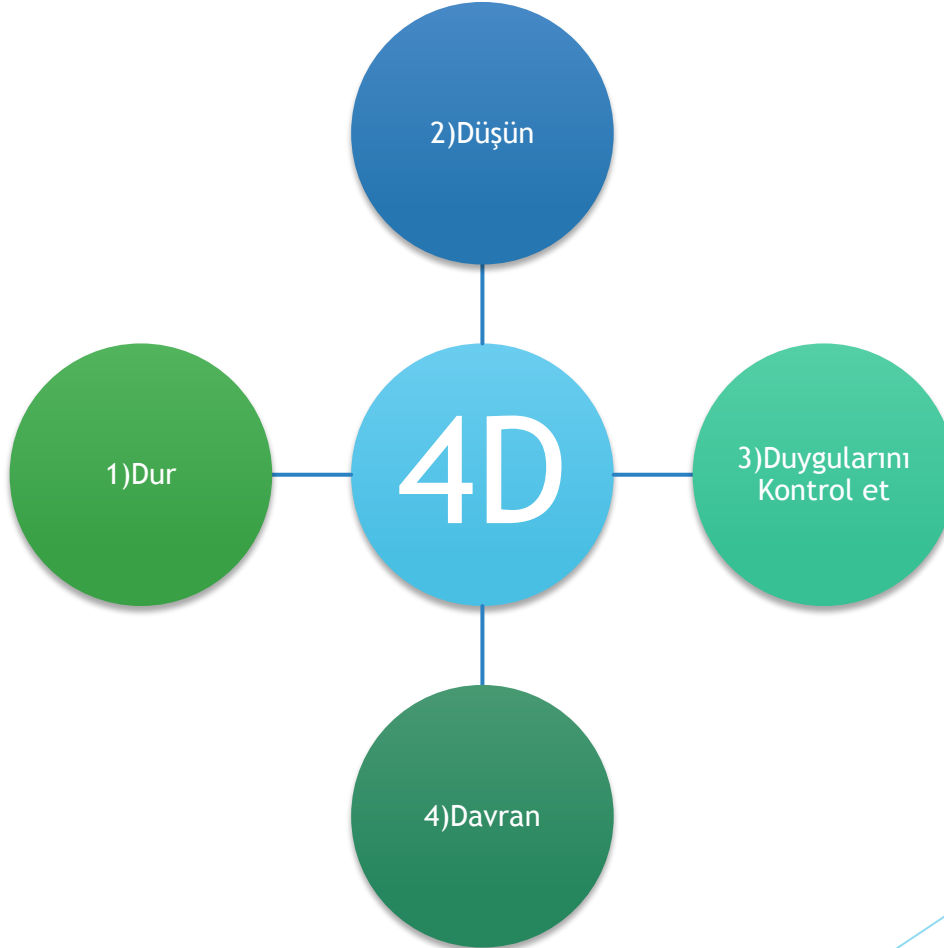 2)Düşün
1)Dur
4D
3)Duygularını
Kontrol et
4)Davran